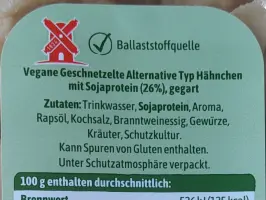 Ballaststoffquelle
Vegane Geschnetzelte Alternative Typ Hähnchen
mit Sojaprotein (26%), gegart
Zutaten: Trinkwasser, Sojaprotein, Aroma,
Rapsöl, Kochsalz, Branntweinessig, Gewürze,
Kräuter, Schutzkultur.
Kann Spuren von Gluten enthalten.
Unter Schutzatmosphäre verpackt.
100 g enthalten durchschnittlich:
Brennwert